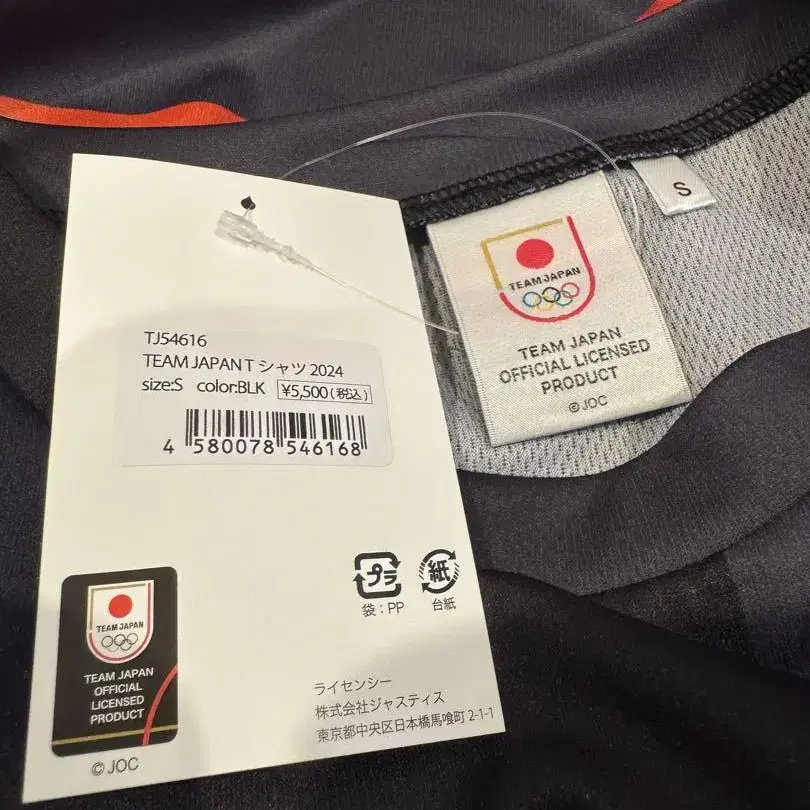 TJ54616
TEAM JAPAN T シャツ 2024
size:S color:BLK ¥5,500(税込)
4 580078 546168
プラ
袋：PP
紙
台紙
TEAM JAPAN
TEAM JAPAN
OFFICIAL
LICENSED
PRODUCT
©JOC
ライセンシー
株式会社ジャスティス
東京都中央区日本橋馬喰町 2-1-1
TEAM JAPAN
TEAM JAPAN
OFFICIAL LICENSED
PRODUCT
©JOC
S